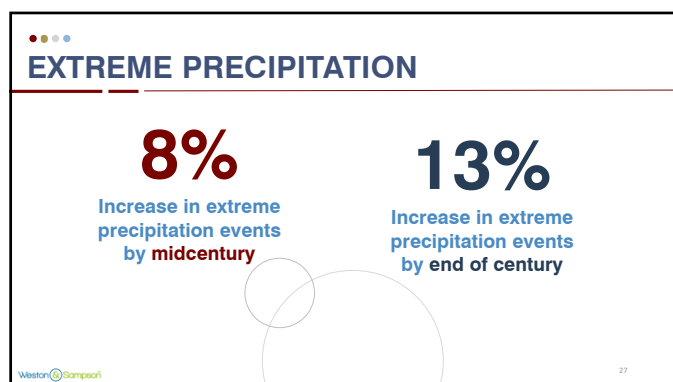 EXTREME PRECIPITATION
8%
Increase in extreme
precipitation events
by midcentury
13%
Increase in extreme
precipitation events
by end of century
Weston & Sampson
27